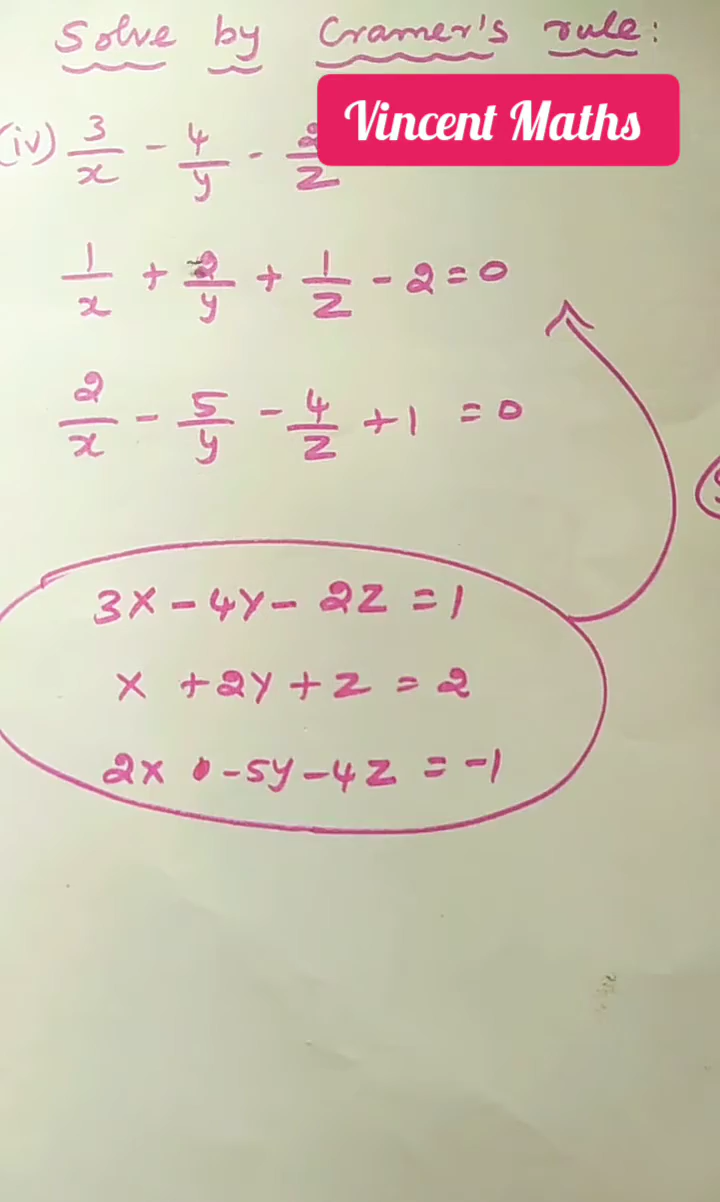 Solve by Cramer's rule:
Vincent Maths
(iv) 3/x - 4/y - 2/z
1/x + 2/y + 1/z - 2 = 0
2/x - 5/y - 4/z + 1 = 0
3X - 4Y - 2Z = 1
X + 2Y + Z = 2
2X - 5Y - 4Z = -1